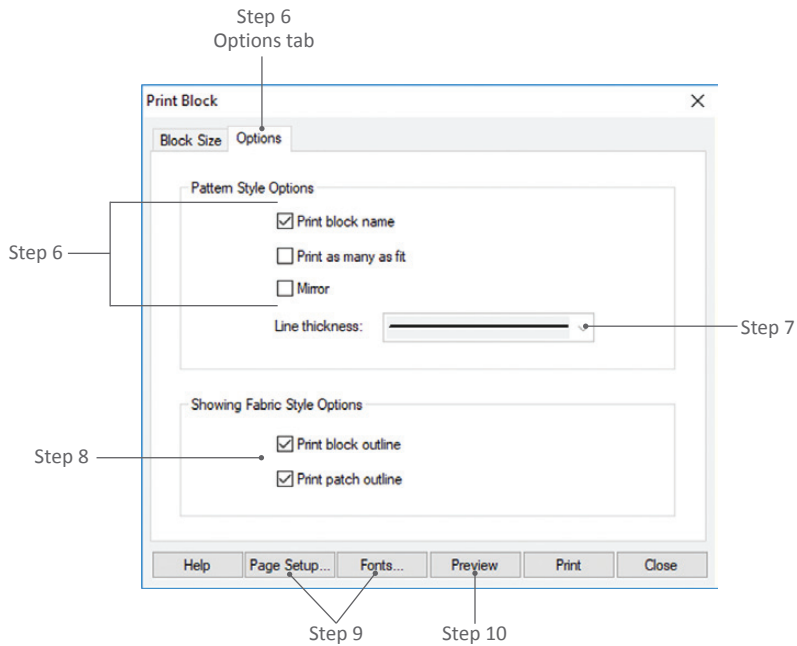 Step 6
Options tab
Print Block
Block Size Options
Pattern Style Options
Print block name
Step 6
Print as many as fit
Mirror
Line thickness:
Step 7
Showing Fabric Style Options
Print block outline
Step 8
Print patch outline
Help Page Setup... Fonts... Preview Print Close
Step 9 Step 10